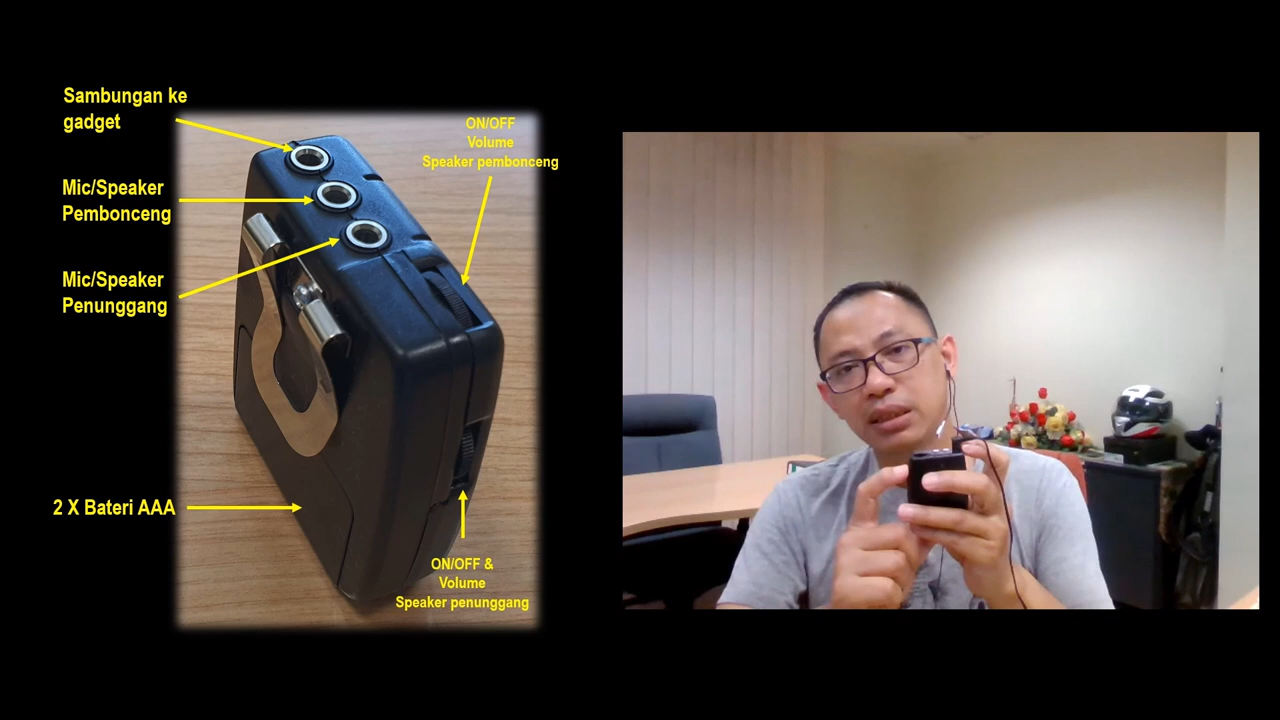 Sambungan ke
gadget
ON/OFF
Volume
Speaker pembonceng
Mic/Speaker
Pembonceng
Mic/Speaker
Penunggang
2 X Bateri AAA
ON/OFF &
Volume
Speaker penunggang